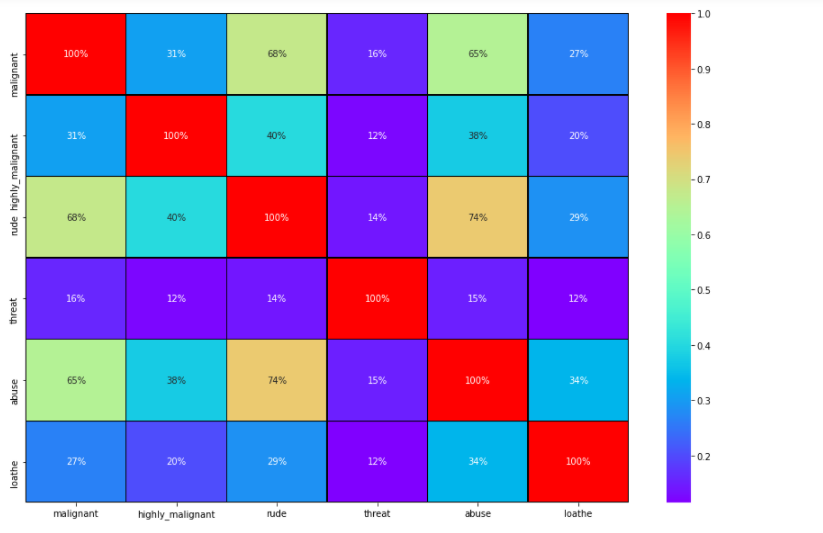 malignant 100% 31% 68% 16% 65% 27%
highly_malignant 31% 100% 40% 12% 38% 20%
rude 68% 40% 100% 14% 74% 29%
threat 16% 12% 14% 100% 15% 12%
abuse 65% 38% 74% 15% 100% 34%
loathe 27% 20% 29% 12% 34% 100%
malignant highly_malignant rude threat abuse loathe
1.0
0.9
0.8
0.7
0.6
0.5
0.4
0.3
0.2